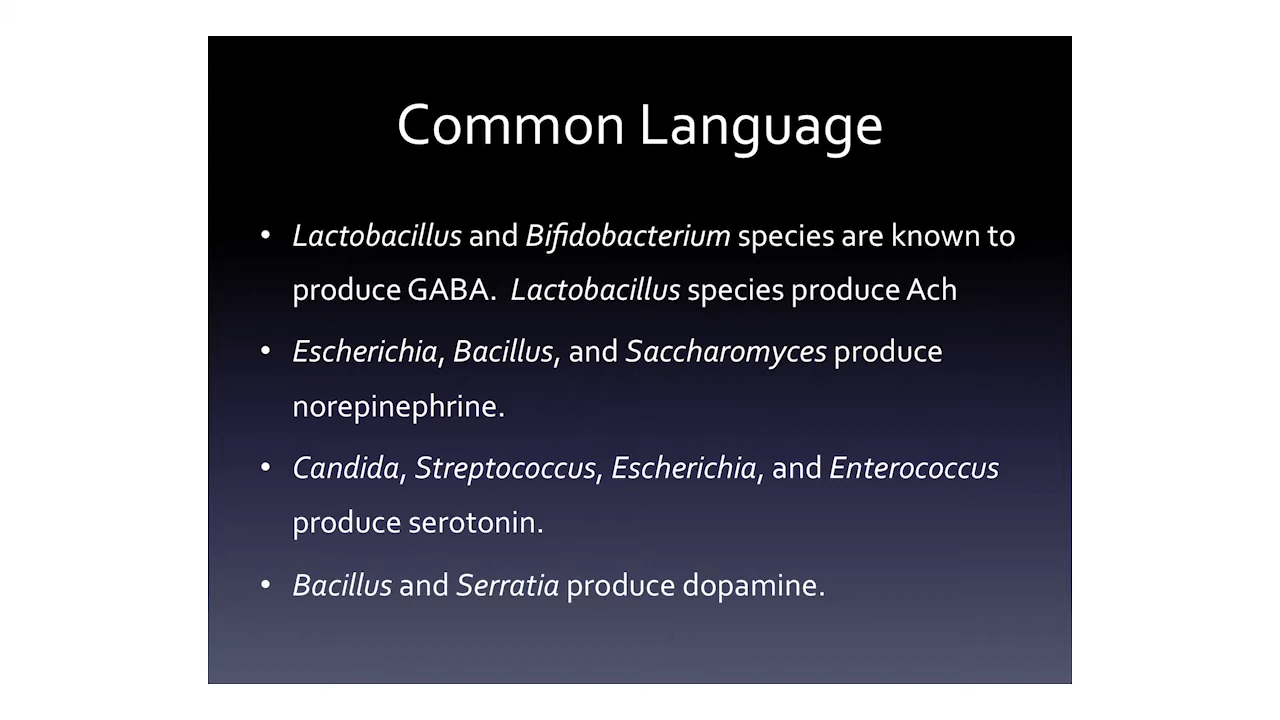 Common Language
• Lactobacillus and Bifidobacterium species are known to
produce GABA.  Lactobacillus species produce Ach
• Escherichia, Bacillus, and Saccharomyces produce
norepinephrine.
• Candida, Streptococcus, Escherichia, and Enterococcus
produce serotonin.
• Bacillus and Serratia produce dopamine.